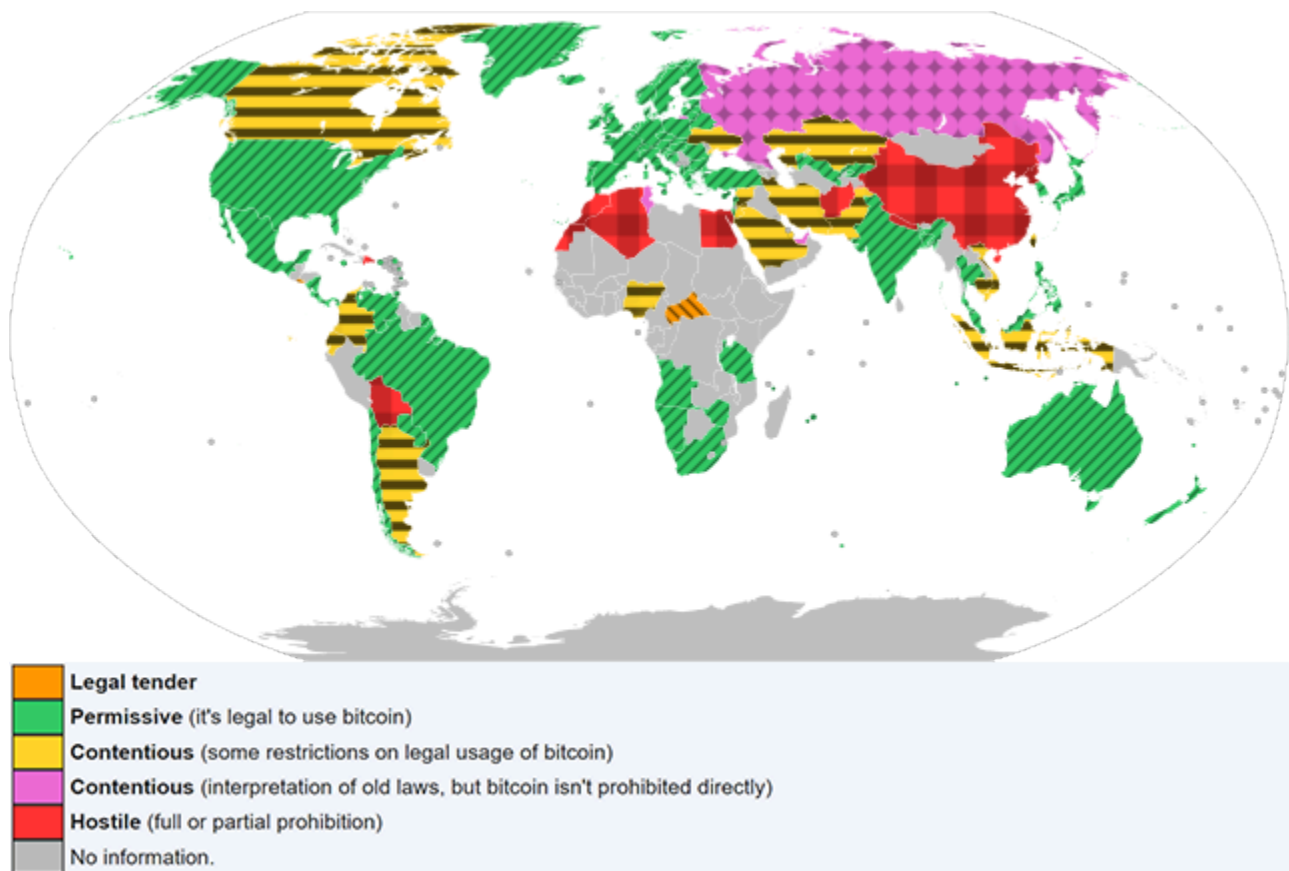 Legal tender
Permissive (it's legal to use bitcoin)
Contentious (some restrictions on legal usage of bitcoin)
Contentious (interpretation of old laws, but bitcoin isn't prohibited directly)
Hostile (full or partial prohibition)
No information.